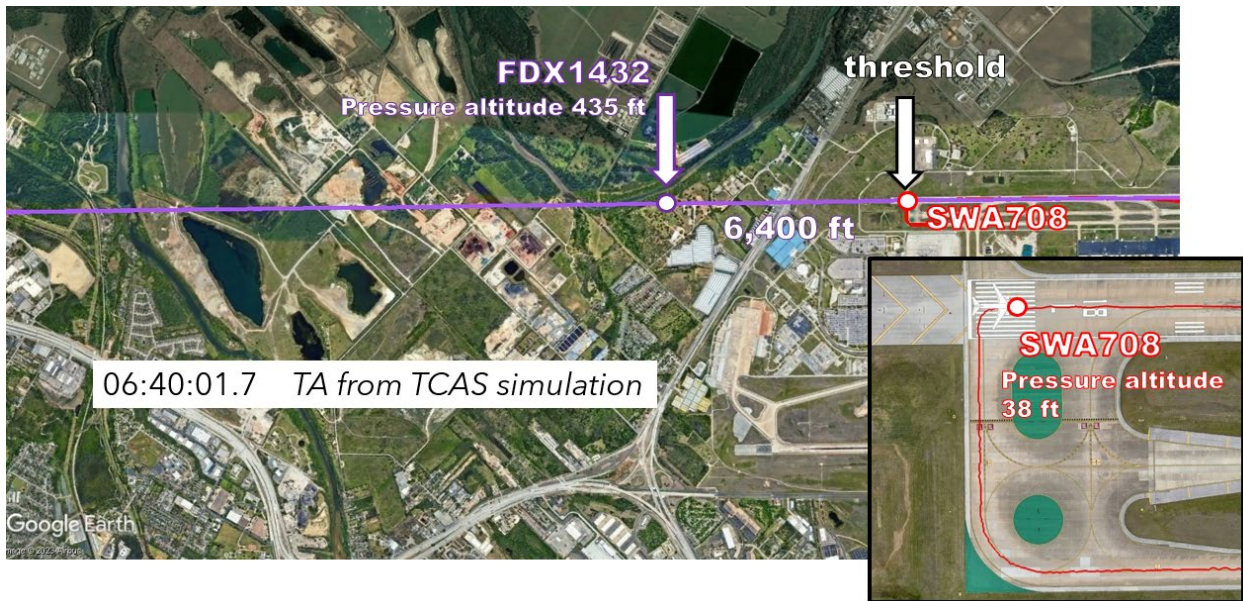 FDX1432
Pressure altitude 435 ft
threshold
6,400 ft
SWA708
06:40:01.7 TA from TCAS simulation
SWA708
Pressure altitude
38 ft
Google Earth